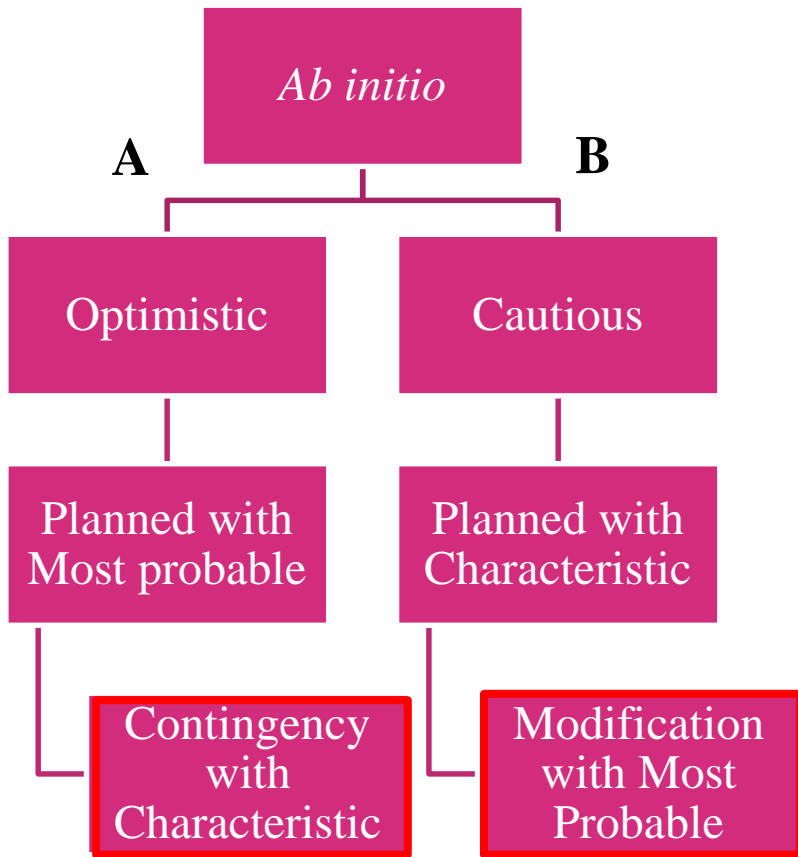 Ab initio
A
B
Optimistic
Cautious
Planned with
Most probable
Planned with
Characteristic
Contingency
with
Characteristic
Modification
with Most
Probable